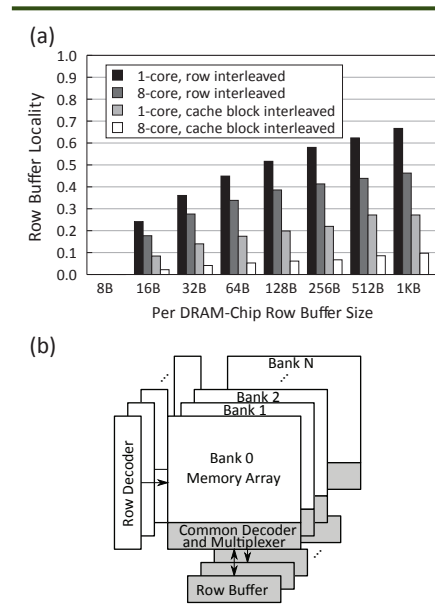 (a)
1.0
0.9
0.8
0.7
0.6
0.5
0.4
0.3
0.2
0.1
0.0
Row Buffer Locality
1-core, row interleaved
8-core, row interleaved
1-core, cache block interleaved
8-core, cache block interleaved
8B 16B 32B 64B 128B 256B 512B 1KB
Per DRAM-Chip Row Buffer Size
(b)
Bank N
Bank 2
Bank 1
Bank 0
Memory Array
Row Decoder
Common Decoder
and Multiplexer
Row Buffer